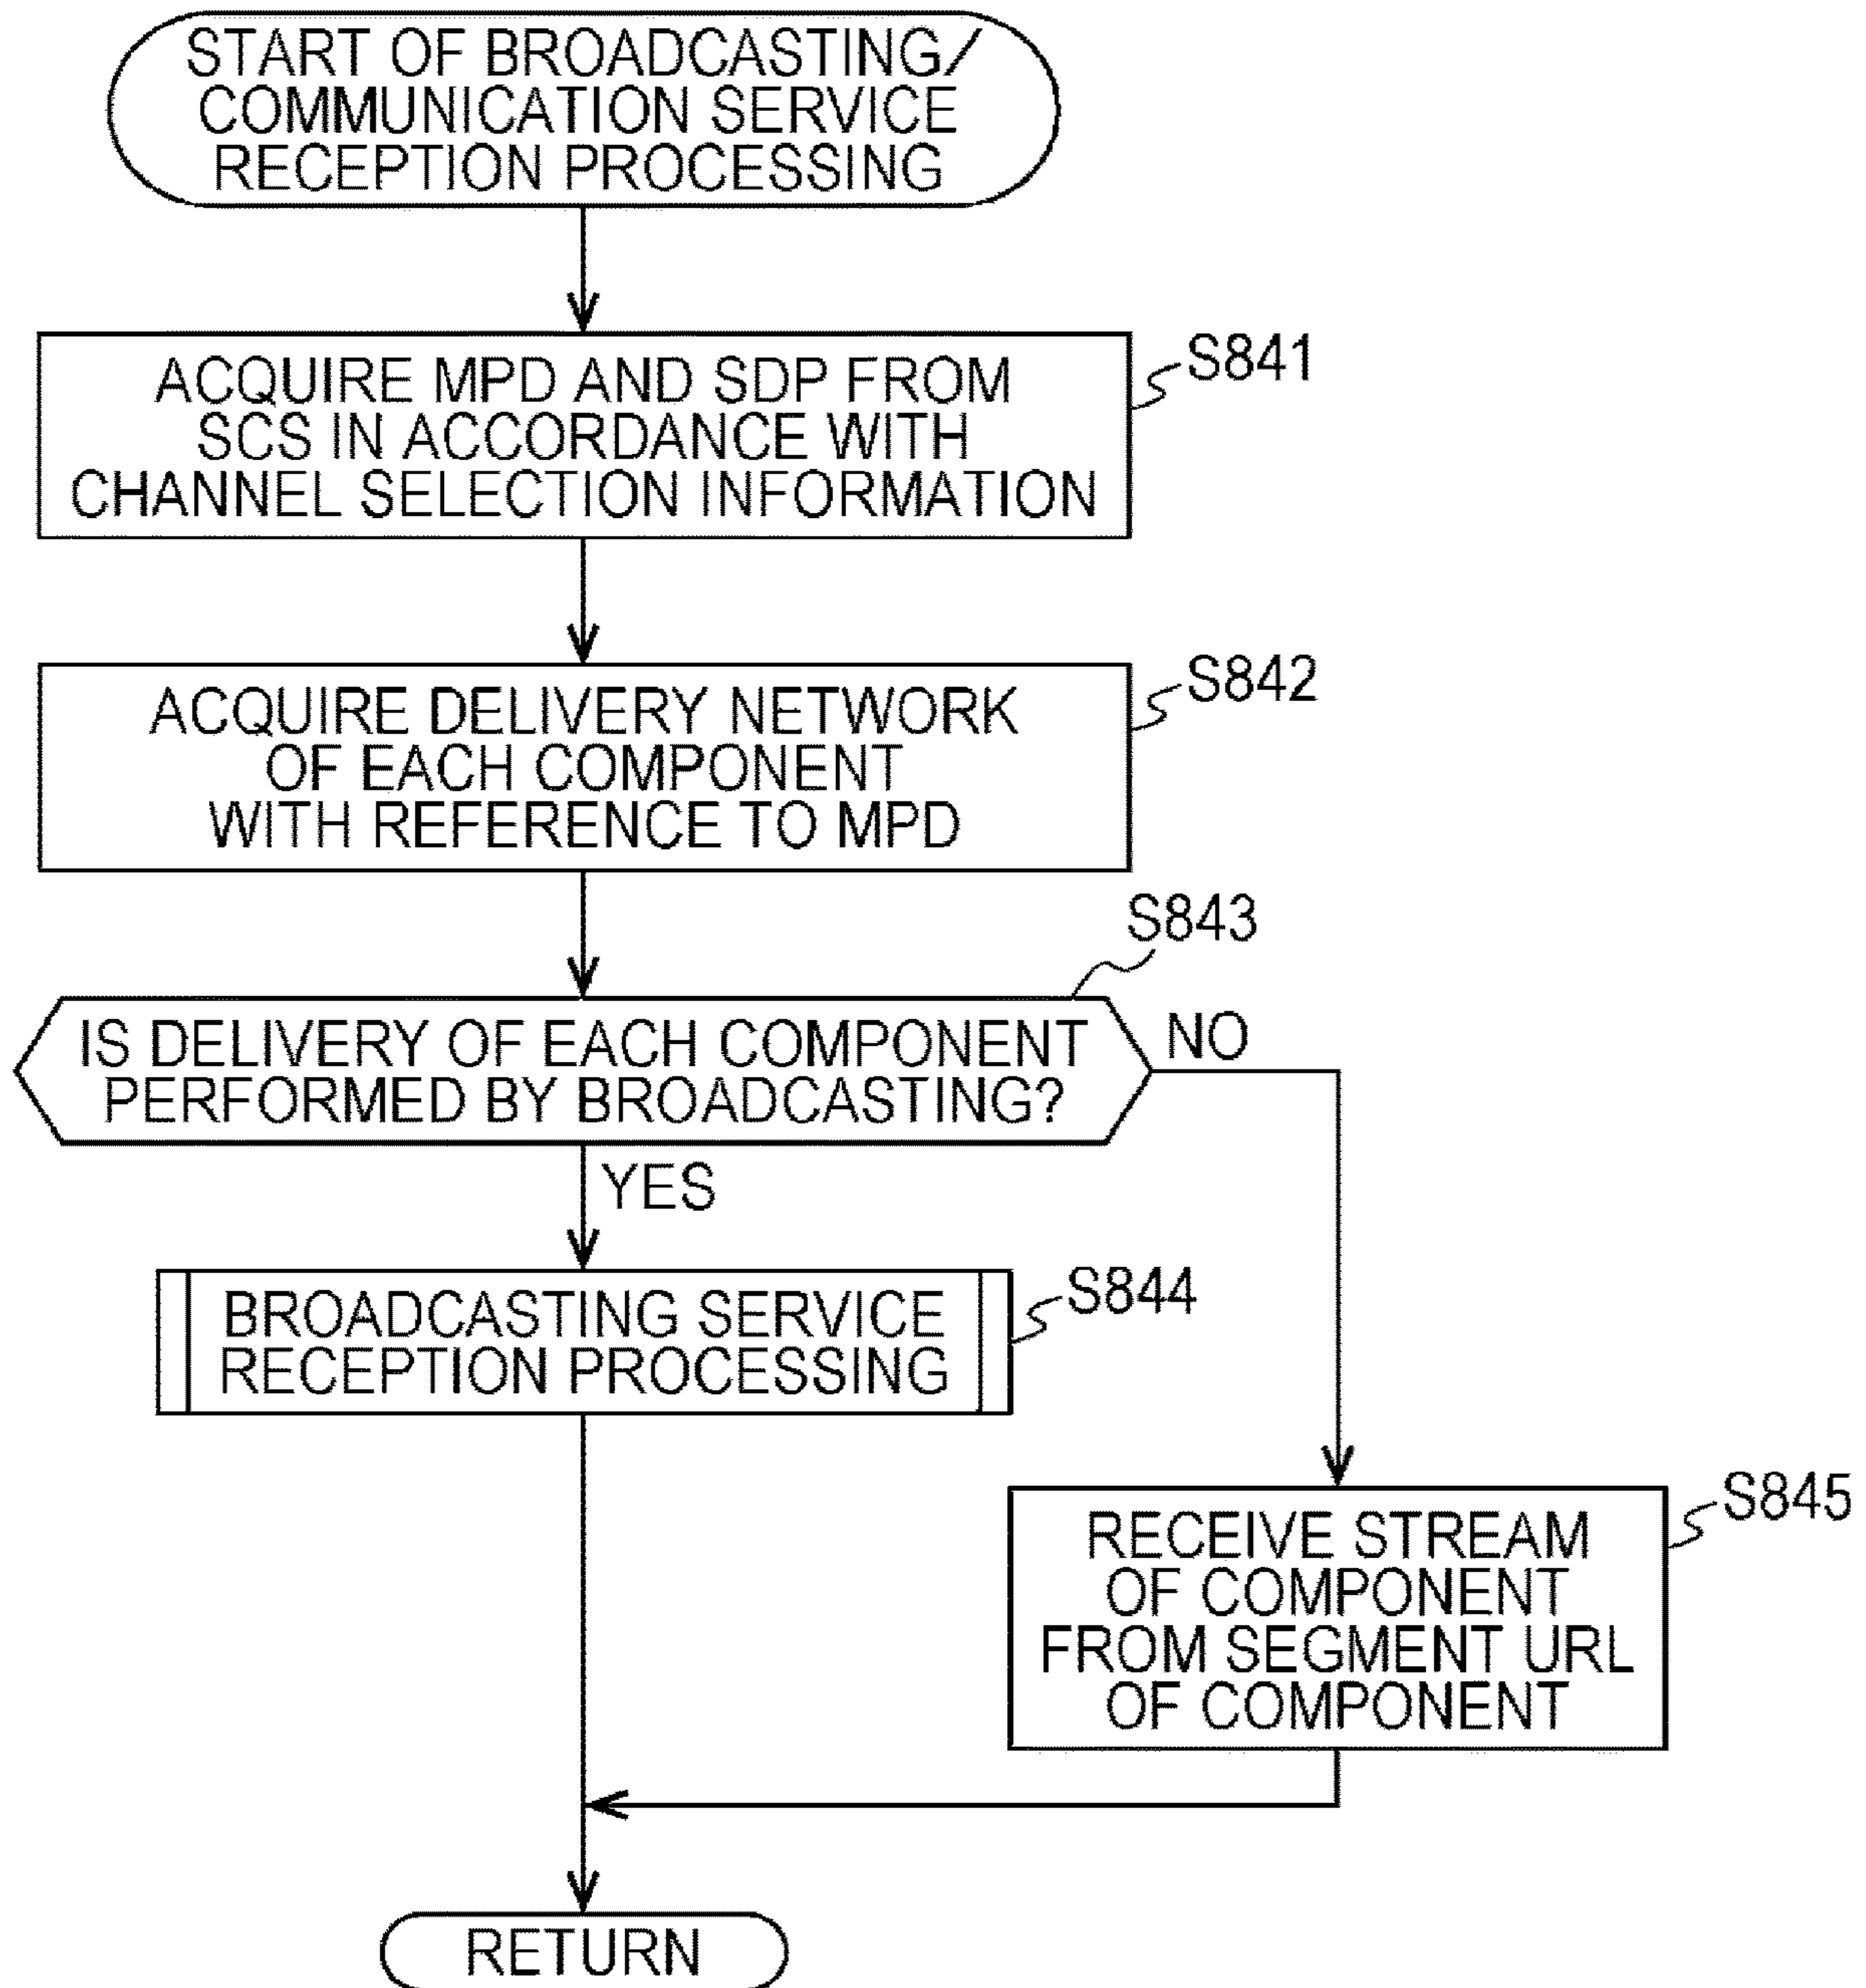 START OF BROADCASTING/
COMMUNICATION SERVICE
RECEPTION PROCESSING
S841
ACQUIRE MPD AND SDP FROM
SCS IN ACCORDANCE WITH
CHANNEL SELECTION INFORMATION
S842
ACQUIRE DELIVERY NETWORK
OF EACH COMPONENT
WITH REFERENCE TO MPD
S843
IS DELIVERY OF EACH COMPONENT
PERFORMED BY BROADCASTING?
NO
YES
S844
BROADCASTING SERVICE
RECEPTION PROCESSING
S845
RECEIVE STREAM
OF COMPONENT
FROM SEGMENT URL
OF COMPONENT
RETURN